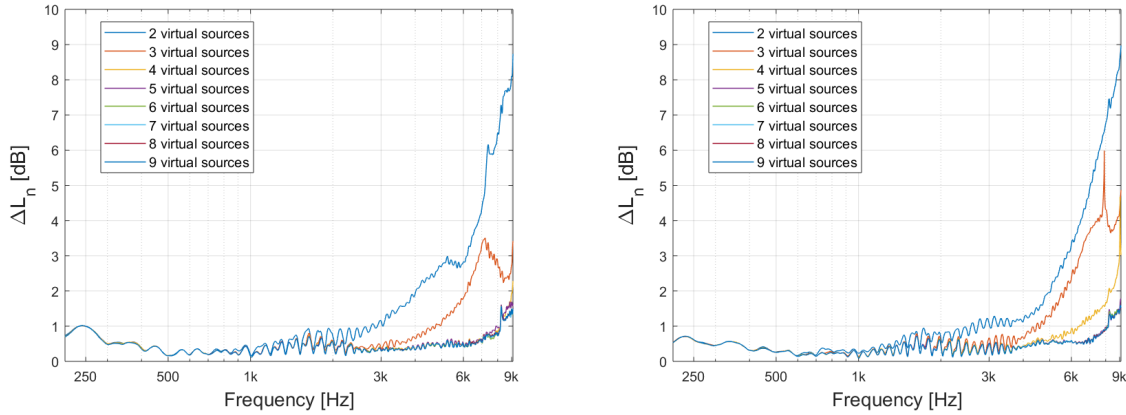 10
9
8
7
6
5
4
3
2
1
0
ΔLn [dB]
2 virtual sources
3 virtual sources
4 virtual sources
5 virtual sources
6 virtual sources
7 virtual sources
8 virtual sources
9 virtual sources
250 500 1k 3k 6k 9k
Frequency [Hz]
10
9
8
7
6
5
4
3
2
1
0
ΔLn [dB]
2 virtual sources
3 virtual sources
4 virtual sources
5 virtual sources
6 virtual sources
7 virtual sources
8 virtual sources
9 virtual sources
250 500 1k 3k 6k 9k
Frequency [Hz]